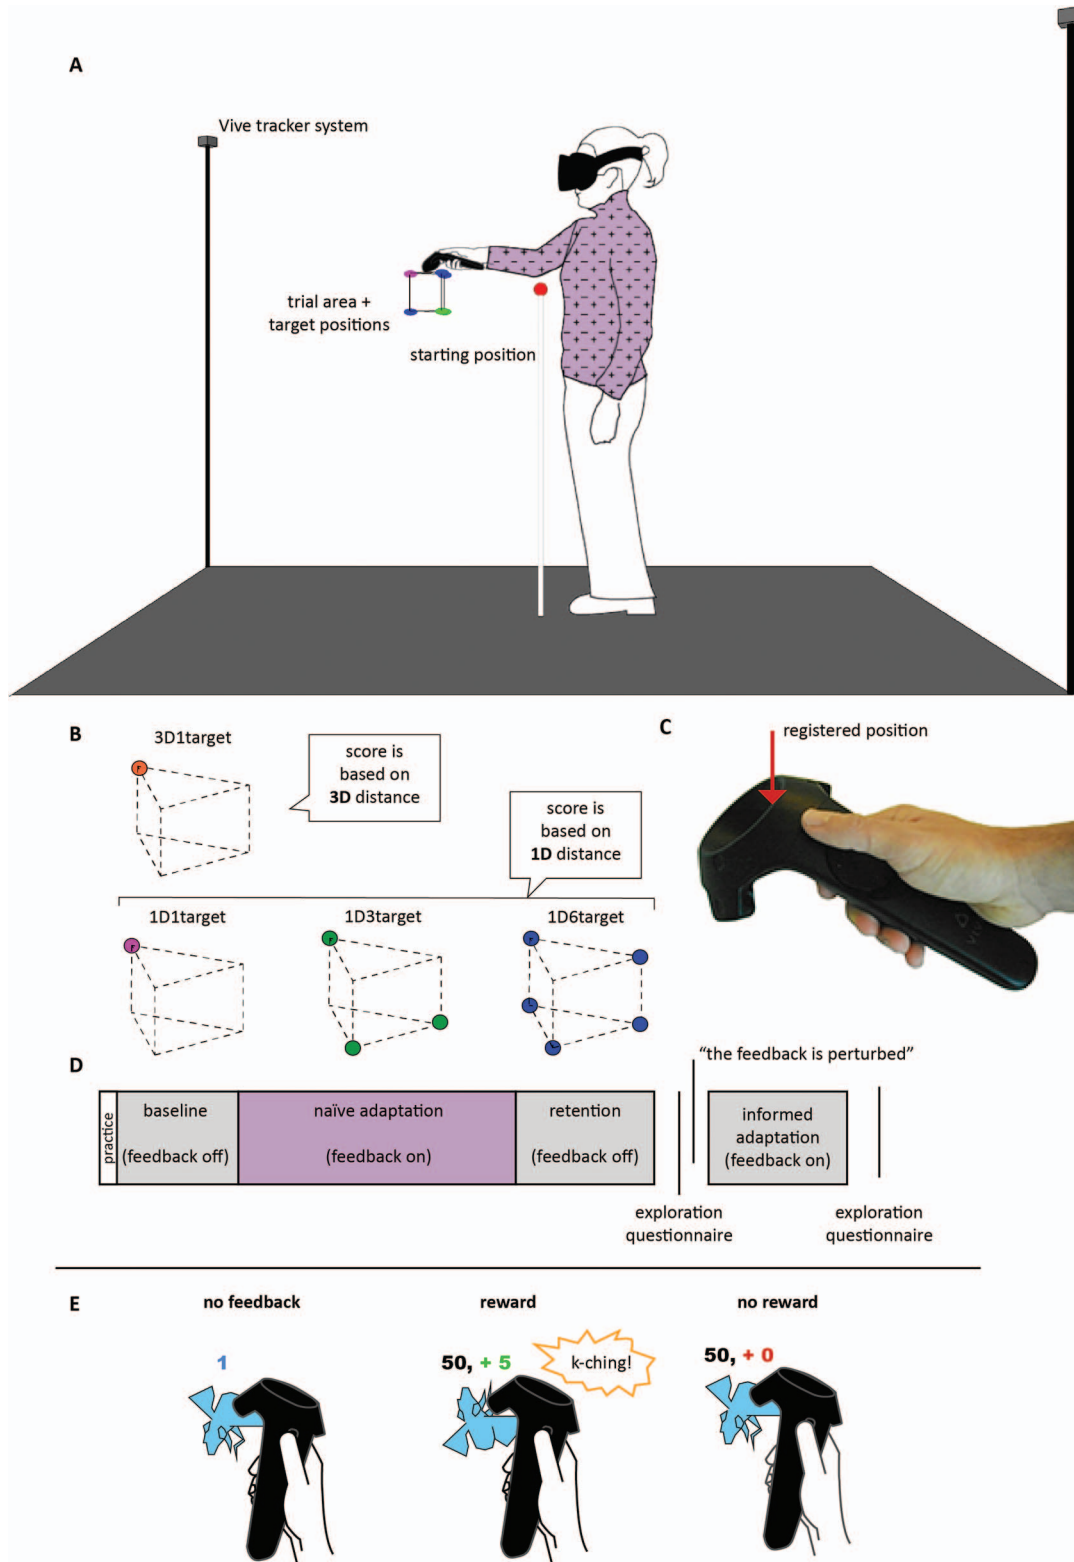 A
Vive tracker system
trial area +
target positions
starting position
B
3D1target
score is
based on
3D distance
score is
based on
1D distance
1D1target
1D3target
1D6target
C
registered position
D
"the feedback is perturbed"
practice
baseline
(feedback off)
naïve adaptation
(feedback on)
retention
(feedback off)
informed
adaptation
(feedback on)
exploration
questionnaire
exploration
questionnaire
E
no feedback
reward
no reward
1
50, + 5
k-ching!
50, + 0